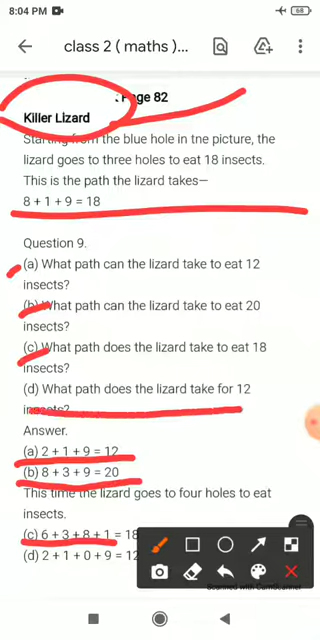 8:04 PM
68
class 2 ( maths )...
: Page 82
Killer Lizard
Starting from the blue hole in tne picture, the
lizard goes to three holes to eat 18 insects.
This is the path the lizard takes—
8 + 1 + 9 = 18
Question 9.
(a) What path can the lizard take to eat 12
insects?
(b) What path can the lizard take to eat 20
insects?
(c) What path does the lizard take to eat 18
insects?
(d) What path does the lizard take for 12
insects?
Answer.
(a) 2 + 1 + 9 = 12
(b) 8 + 3 + 9 = 20
This time the lizard goes to four holes to eat
insects.
(c) 6 + 3 + 8 + 1 = 18
(d) 2 + 1 + 0 + 9 = 12
Scanned with CamScanner